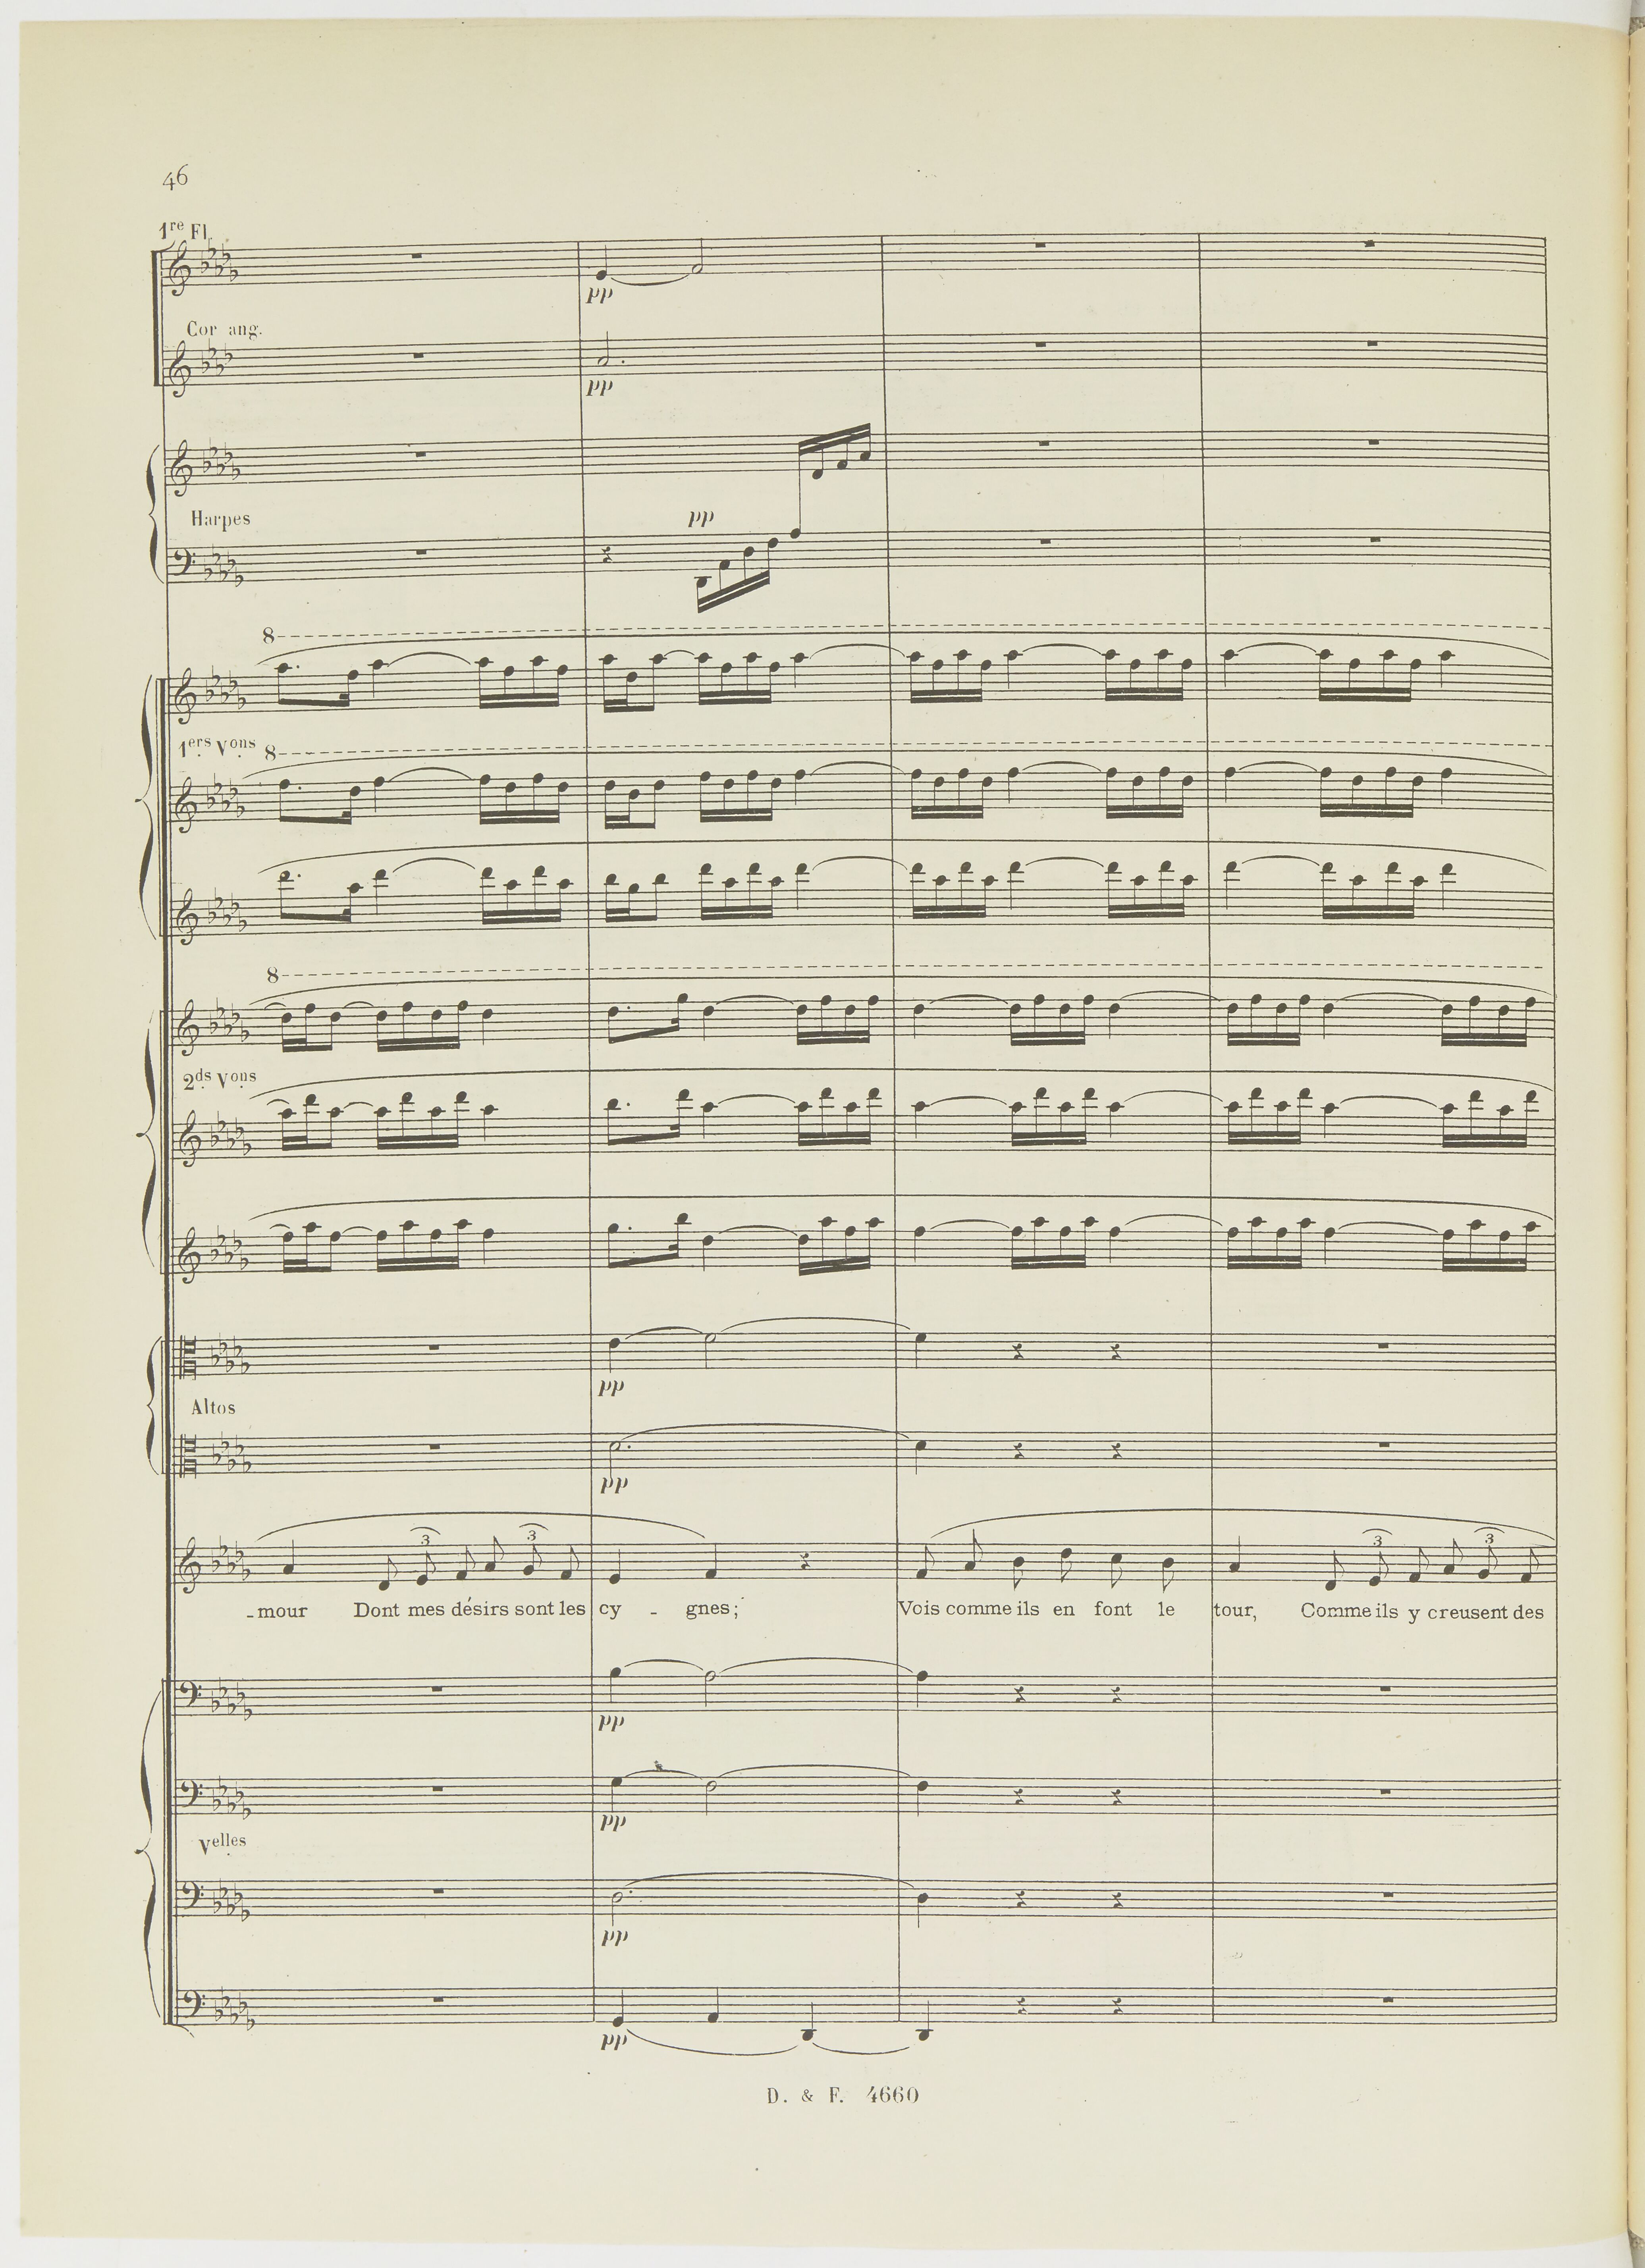 46
1re Fl.
pp
Cor ang.
pp
Harpes
pp
8
1ers Vons
8
8
2ds Vons
pp
Altos
pp
3 3 3 3
-mour Dont mes désirs sont les cy - gnes; Vois comme ils en font le tour, Comme ils y creusent des
pp
pp
Velles
pp
pp
D. & F. 4660